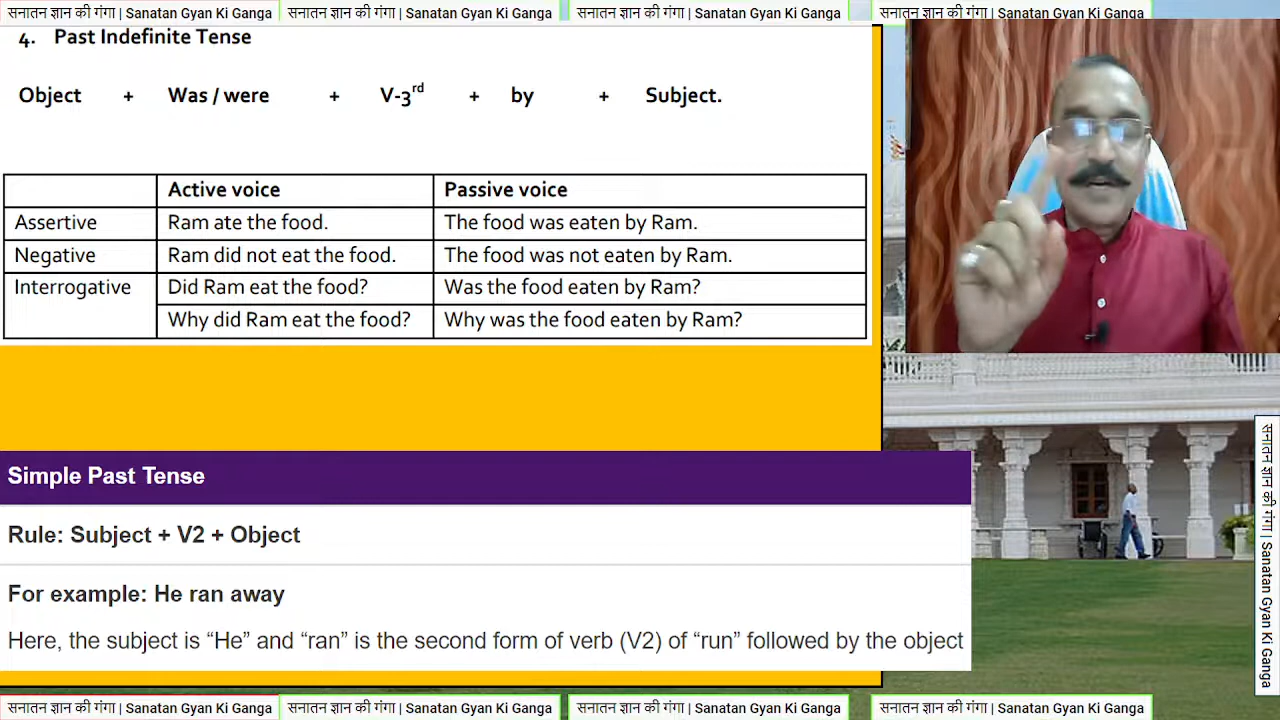 सनातन ज्ञान की गंगा | Sanatan Gyan Ki Ganga
सनातन ज्ञान की गंगा | Sanatan Gyan Ki Ganga
सनातन ज्ञान की गंगा | Sanatan Gyan Ki Ganga
सनातन ज्ञान की गंगा | Sanatan Gyan Ki Ganga
4. Past Indefinite Tense
Object + Was / were + V-3rd + by + Subject.
Active voice Passive voice
Assertive Ram ate the food. The food was eaten by Ram.
Negative Ram did not eat the food. The food was not eaten by Ram.
Interrogative Did Ram eat the food? Was the food eaten by Ram?
Why did Ram eat the food? Why was the food eaten by Ram?
Simple Past Tense
Rule: Subject + V2 + Object
For example: He ran away
Here, the subject is “He” and “ran” is the second form of verb (V2) of “run” followed by the object
सनातन ज्ञान की गंगा | Sanatan Gyan Ki Ganga
सनातन ज्ञान की गंगा | Sanatan Gyan Ki Ganga
सनातन ज्ञान की गंगा | Sanatan Gyan Ki Ganga
सनातन ज्ञान की गंगा | Sanatan Gyan Ki Ganga
सनातन ज्ञान की गंगा | Sanatan Gyan Ki Ganga